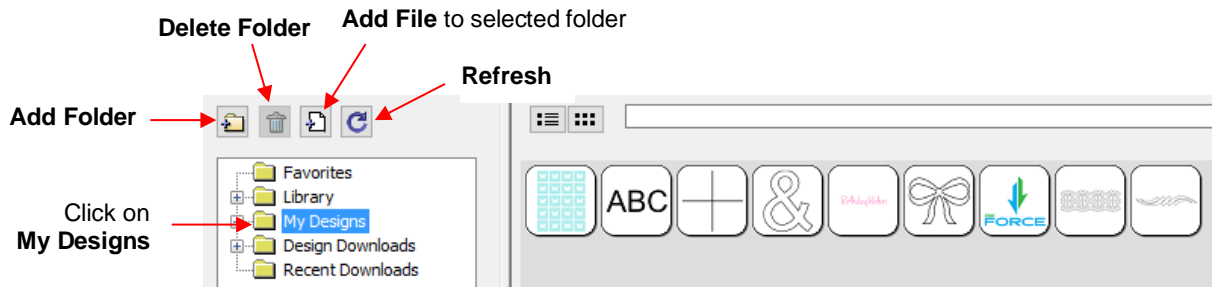 Delete Folder
Add File to selected folder
Refresh
Add Folder
Favorites
Library
Click on
My Designs
My Designs
Design Downloads
Recent Downloads
ABC
&
the
FORCE